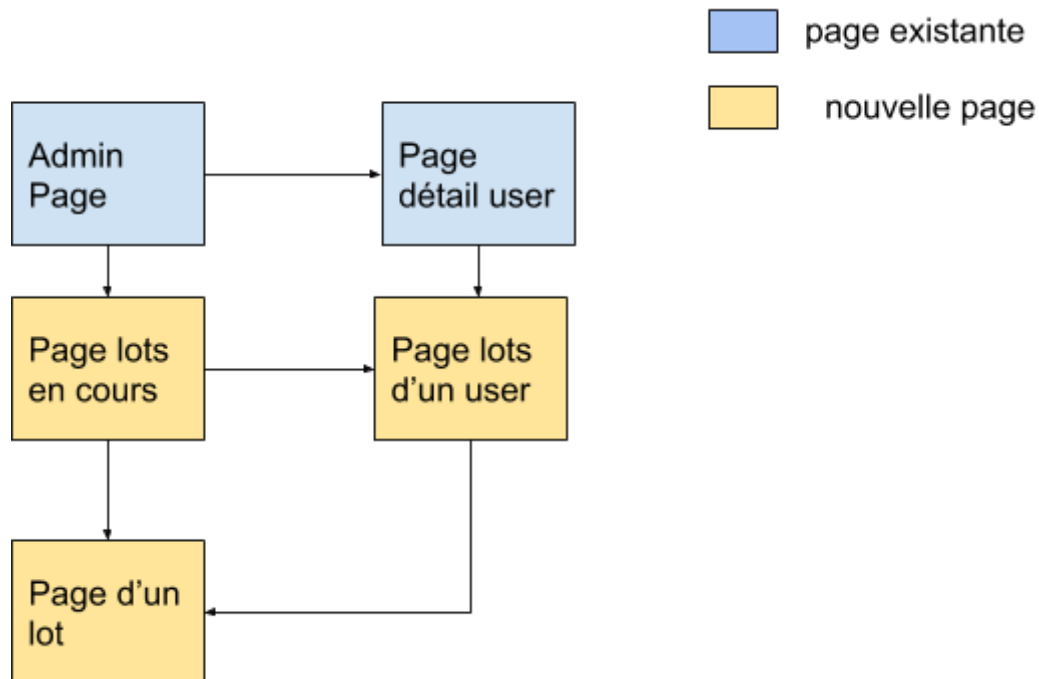 page existante
nouvelle page
Admin
Page
Page
détail user
Page lots
en cours
Page lots
d’un user
Page d’un
lot